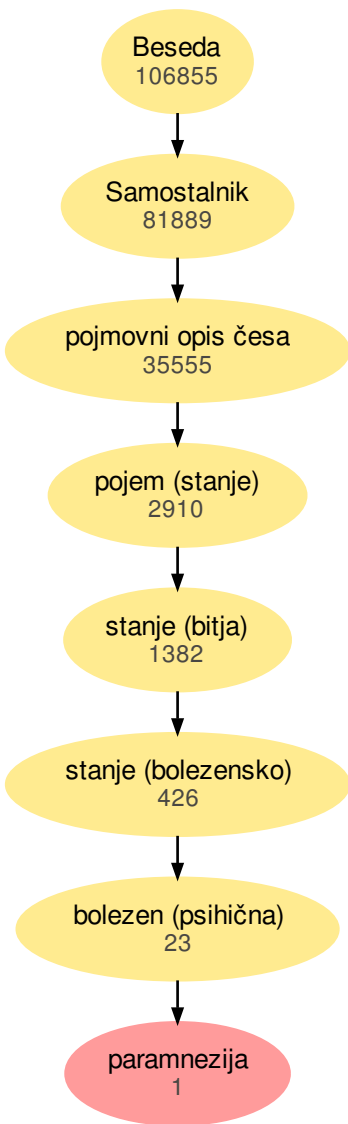 Beseda
106855
Samostalnik
81889
pojmovni opis česa
35555
pojem (stanje)
2910
stanje (bitja)
1382
stanje (bolezensko)
426
bolezen (psihična)
23
paramnezija
1